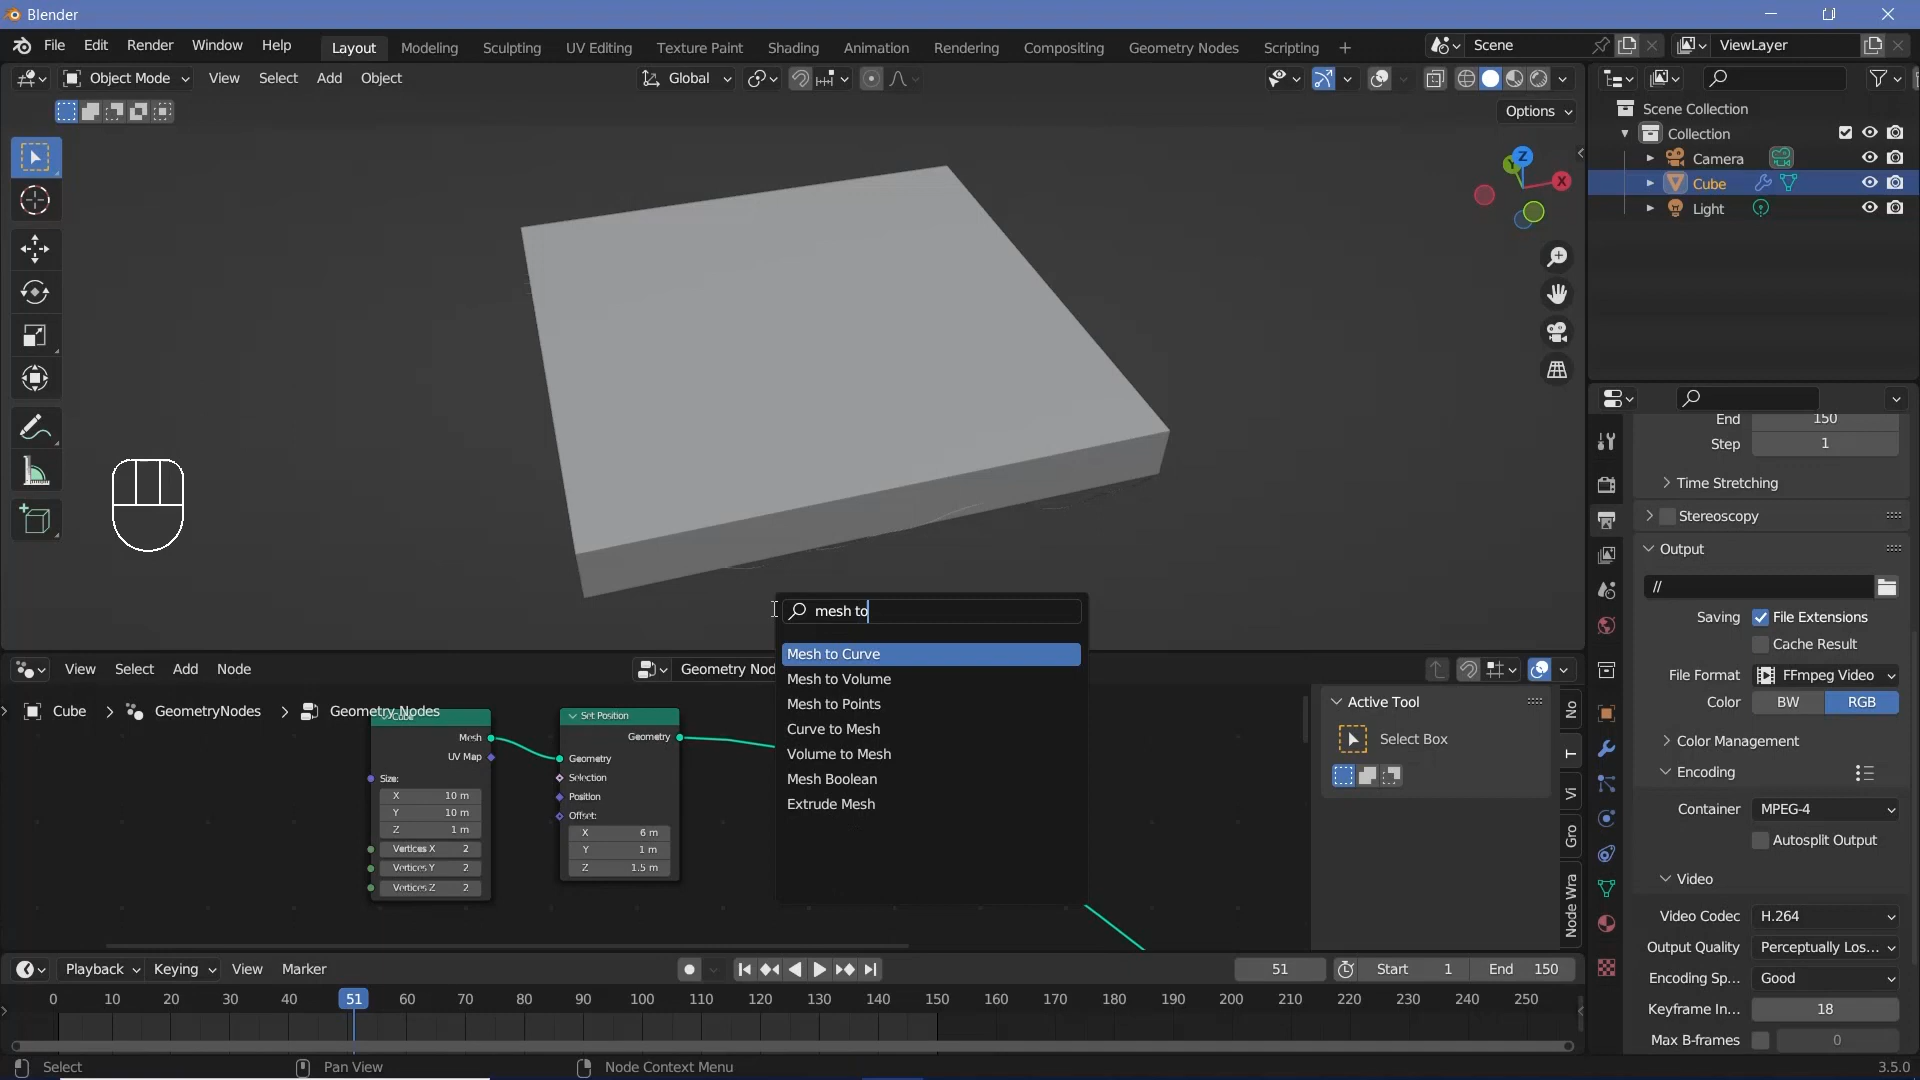 Blender
File Edit Render Window Help
Layout Modeling Sculpting UV Editing Texture Paint Shading Animation Rendering Compositing Geometry Nodes Scripting +
Scene
ViewLayer
Object Mode View Select Add Object
Global
Options
Z
Y
X
Scene Collection
Collection
Camera
Cube
Light
End 150
Step 1
Time Stretching
Stereoscopy
Output
//
Saving File Extensions
Cache Result
File Format FFmpeg Video
Color BW RGB
Color Management
Encoding
Container MPEG-4
Autosplit Output
Video
Video Codec H.264
Output Quality Perceptually Los...
Encoding Sp... Good
Keyframe In... 18
Max B-frames 0
mesh to
Mesh to Curve
Mesh to Volume
Mesh to Points
Curve to Mesh
Volume to Mesh
Mesh Boolean
Extrude Mesh
View Select Add Node
Geometry Nod
Cube > GeometryNodes > Geometry Nodes
Cube
Mesh
UV Map
Size:
X 10 m
Y 10 m
Z 1 m
Vertices X 2
Vertices Y 2
Vertices Z 2
Set Position
Geometry
Geometry
Selection
Position
Offset:
X 6 m
Y 1 m
Z 1.5 m
Active Tool
Select Box
No
T
Vi
Gro
Node Wra
Playback Keying View Marker
51 Start 1 End 150
0 10 20 30 40 51 60 70 80 90 100 110 120 130 140 150 160 170 180 190 200 210 220 230 240 250
Select Pan View Node Context Menu 3.5.0